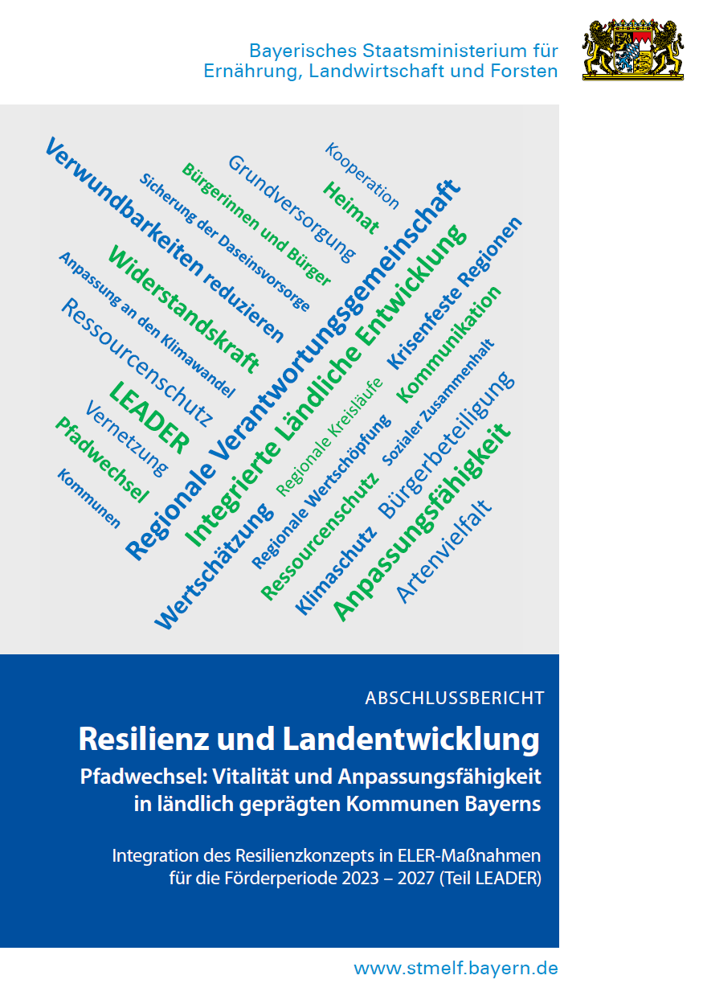 Bayerisches Staatsministerium für
Ernährung, Landwirtschaft und Forsten
Verwundbarkeiten reduzieren
Sicherung der Daseinsvorsorge
Bürgerinnen und Bürger
Grundversorgung
Kooperation
Heimat
Widerstandskraft
Anpassung an den Klimawandel
Ressourcenschutz
LEADER
Vernetzung
Pfadwechsel
Kommunen
Regionale Verantwortungsgemeinschaft
Integrierte Ländliche Entwicklung
Krisenfeste Regionen
Kommunikation
Regionale Kreisläufe
Sozialer Zusammenhalt
Wertschätzung
Regionale Wertschöpfung
Bürgerbeteiligung
Ressourcenschutz
Klimaschutz
Anpassungsfähigkeit
Artenvielfalt
ABSCHLUSSBERICHT
Resilienz und Landentwicklung
Pfadwechsel: Vitalität und Anpassungsfähigkeit
in ländlich geprägten Kommunen Bayerns
Integration des Resilienzkonzepts in ELER-Maßnahmen
für die Förderperiode 2023 – 2027 (Teil LEADER)
www.stmelf.bayern.de